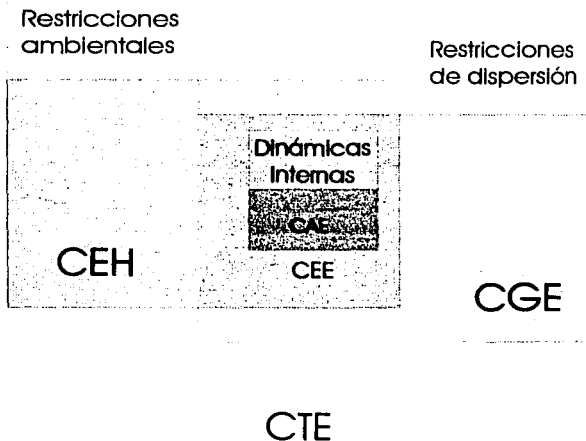 Restricciones
ambientales
Restricciones
de dispersión
Dinámicas
Internas
CAE
CEH
CEE
CGE
CTE